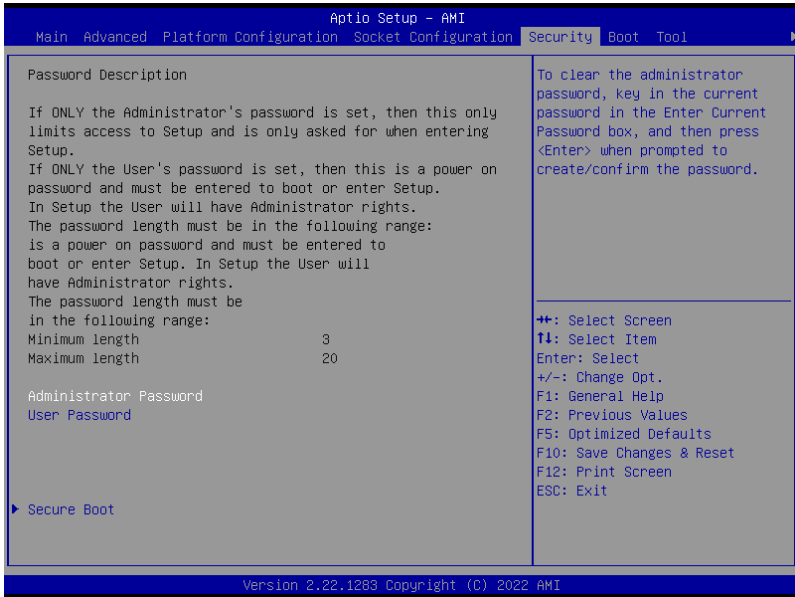 Aptio Setup – AMI
Main Advanced Platform Configuration Socket Configuration Security Boot Tool
Password Description
If ONLY the Administrator's password is set, then this only
limits access to Setup and is only asked for when entering
Setup.
If ONLY the User's password is set, then this is a power on
password and must be entered to boot or enter Setup.
In Setup the User will have Administrator rights.
The password length must be in the following range:
is a power on password and must be entered to
boot or enter Setup. In Setup the User will
have Administrator rights.
The password length must be
in the following range:
Minimum length 3
Maximum length 20
Administrator Password
User Password
Secure Boot
To clear the administrator
password, key in the current
password in the Enter Current
Password box, and then press
<Enter> when prompted to
create/confirm the password.
→←: Select Screen
↑↓: Select Item
Enter: Select
+/-: Change Opt.
F1: General Help
F2: Previous Values
F5: Optimized Defaults
F10: Save Changes & Reset
F12: Print Screen
ESC: Exit
Version 2.22.1283 Copyright (C) 2022 AMI